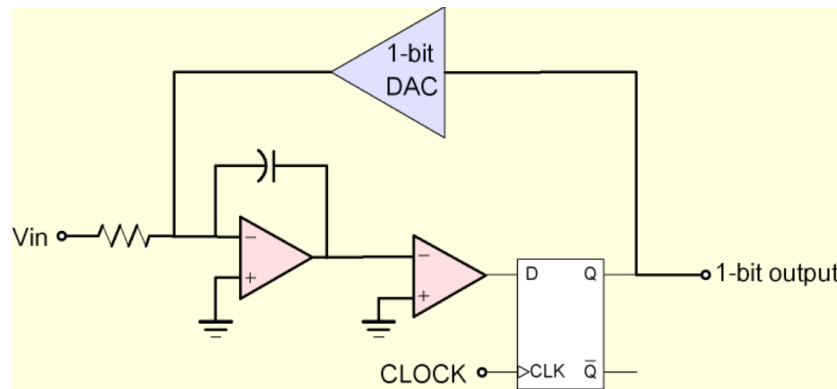 1-bit
DAC
Vin
−
+
−
+
D Q
1-bit output
CLOCK
CLK Q̅